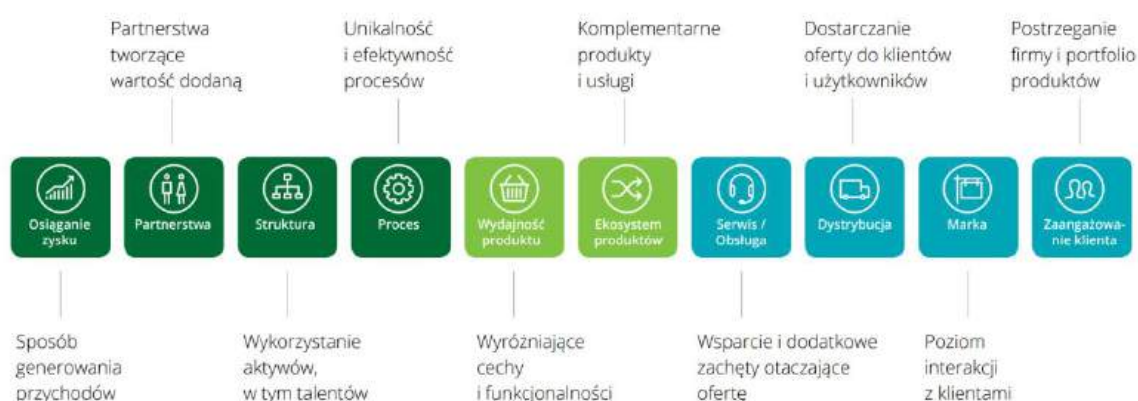 Partnerstwa
tworzące
wartość dodaną
Unikalność
i efektywność
procesów
Komplementarne
produkty
i usługi
Dostarczanie
oferty do klientów
i użytkowników
Postrzeganie
firmy i portfolio
produktów
Osiąganie
zysku
Partnerstwa
Struktura
Proces
Wydajność
produktu
Ekosystem
produktów
Serwis /
Obsługa
Dystrybucja
Marka
Zaangażowa-
nie klienta
Sposób
generowania
przychodów
Wykorzystanie
aktywów,
w tym talentów
Wyróżniające
cechy
i funkcjonalności
Wsparcie i dodatkowe
zachęty otaczające
ofertę
Poziom
interakcji
z klientami